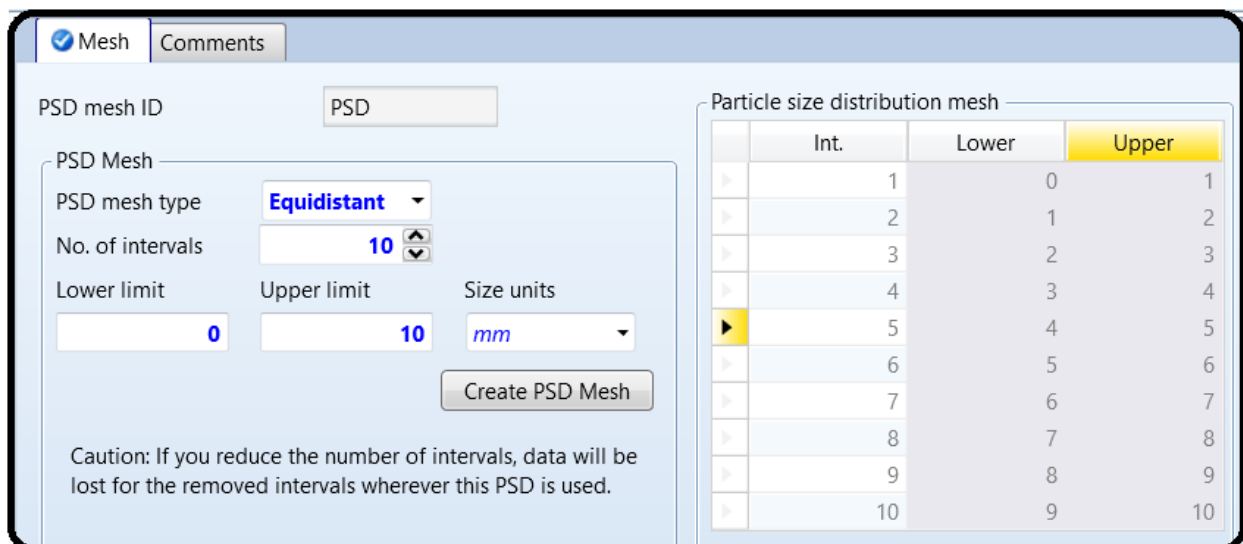 Mesh Comments
PSD mesh ID PSD
PSD Mesh
PSD mesh type Equidistant
No. of intervals 10
Lower limit Upper limit Size units
0 10 mm
Create PSD Mesh
Caution: If you reduce the number of intervals, data will be
lost for the removed intervals wherever this PSD is used.
Particle size distribution mesh
Int. Lower Upper
1 0 1
2 1 2
3 2 3
4 3 4
5 4 5
6 5 6
7 6 7
8 7 8
9 8 9
10 9 10